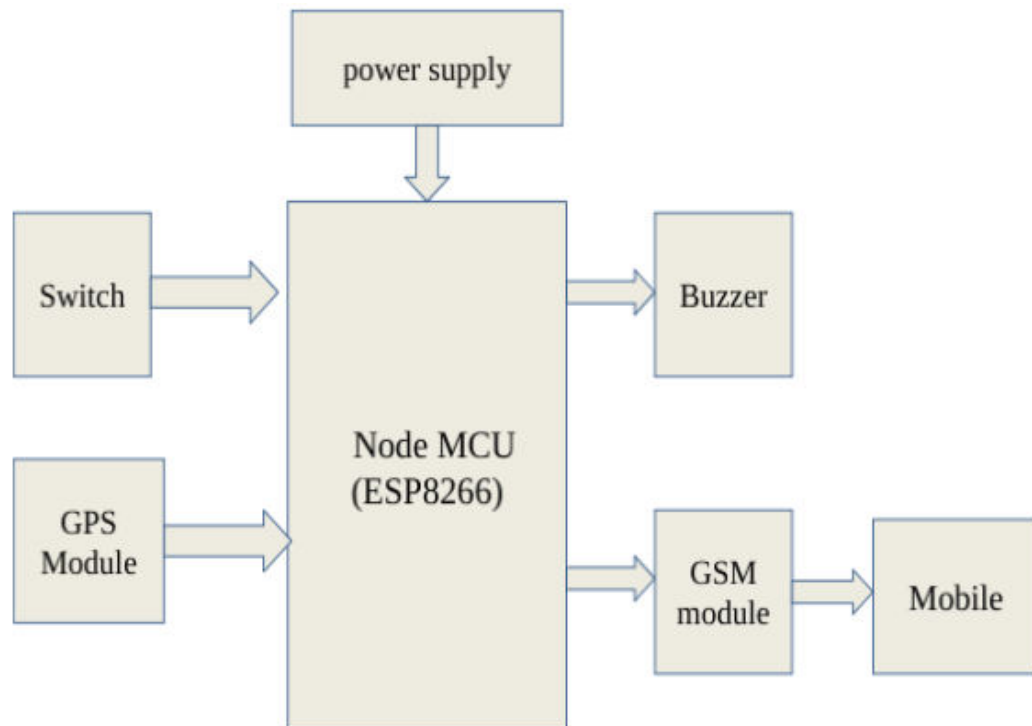 power supply
Switch
Buzzer
Node MCU
(ESP8266)
GPS
Module
GSM
module
Mobile